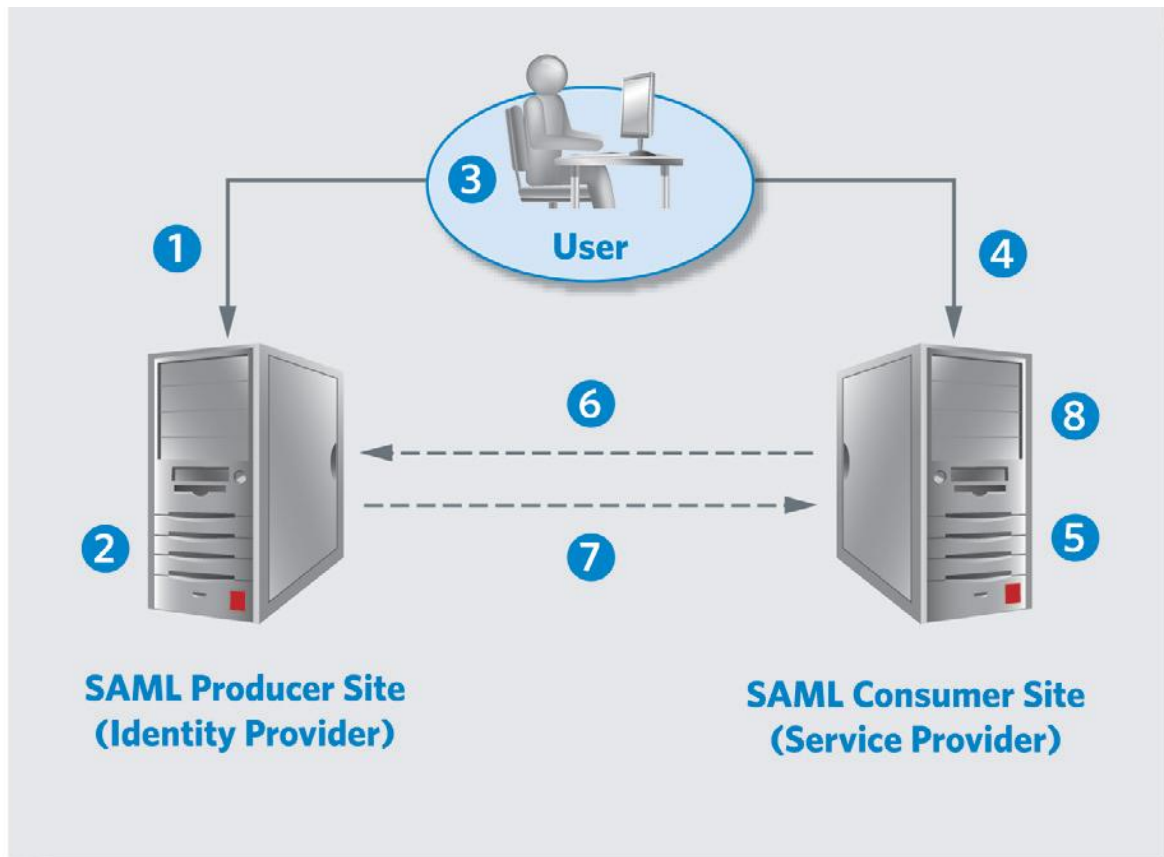 3
User
1
4
6
8
2
7
5
SAML Producer Site
(Identity Provider)
SAML Consumer Site
(Service Provider)